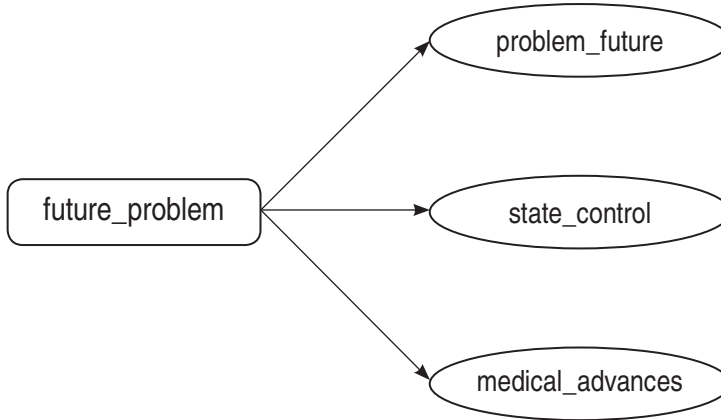 problem_future
future_problem
state_control
medical_advances